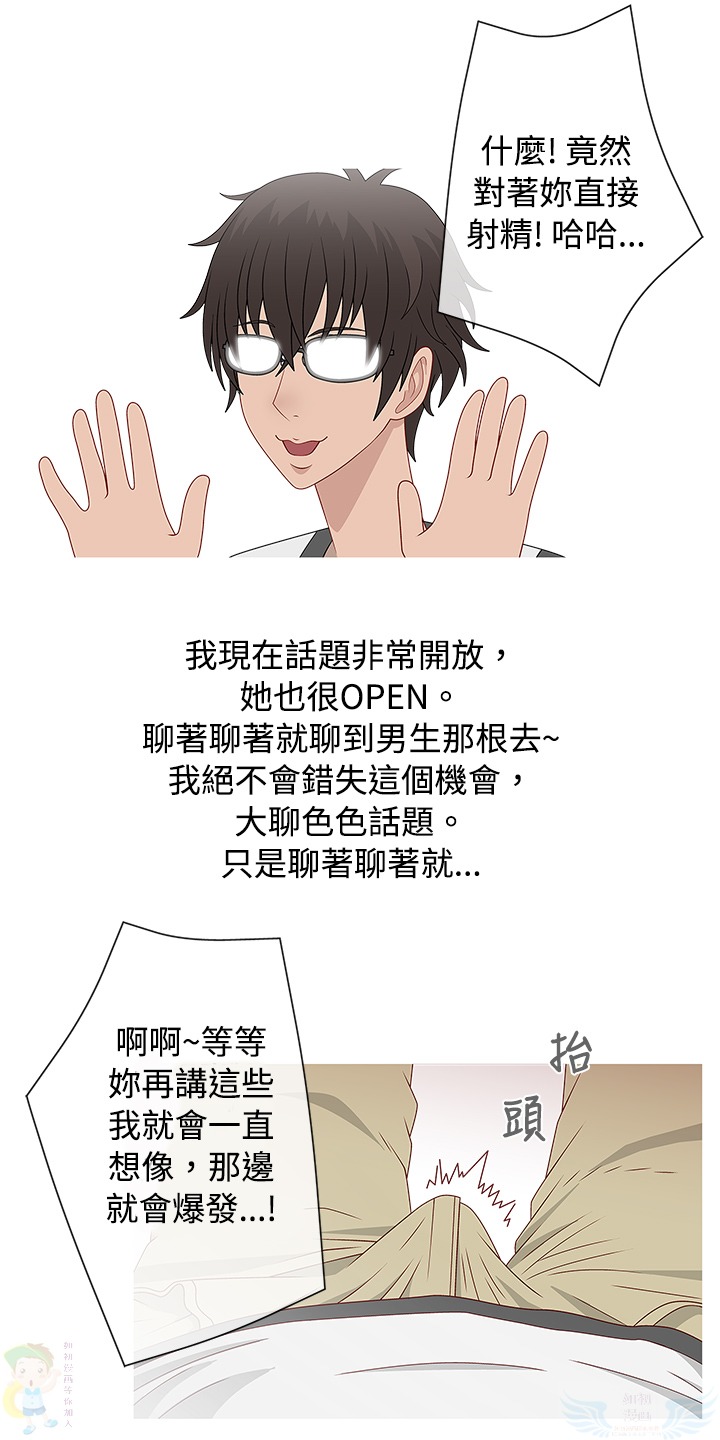 什麼! 竟然
對著妳直接
射精! 哈哈...
我現在話題非常開放，
她也很OPEN。
聊著聊著就聊到男生那根去~
我絕不會錯失這個機會，
大聊色色話題。
只是聊著聊著就...
啊啊~等等
妳再講這些
我就會一直
想像，那邊
就會爆發...!
抬
頭